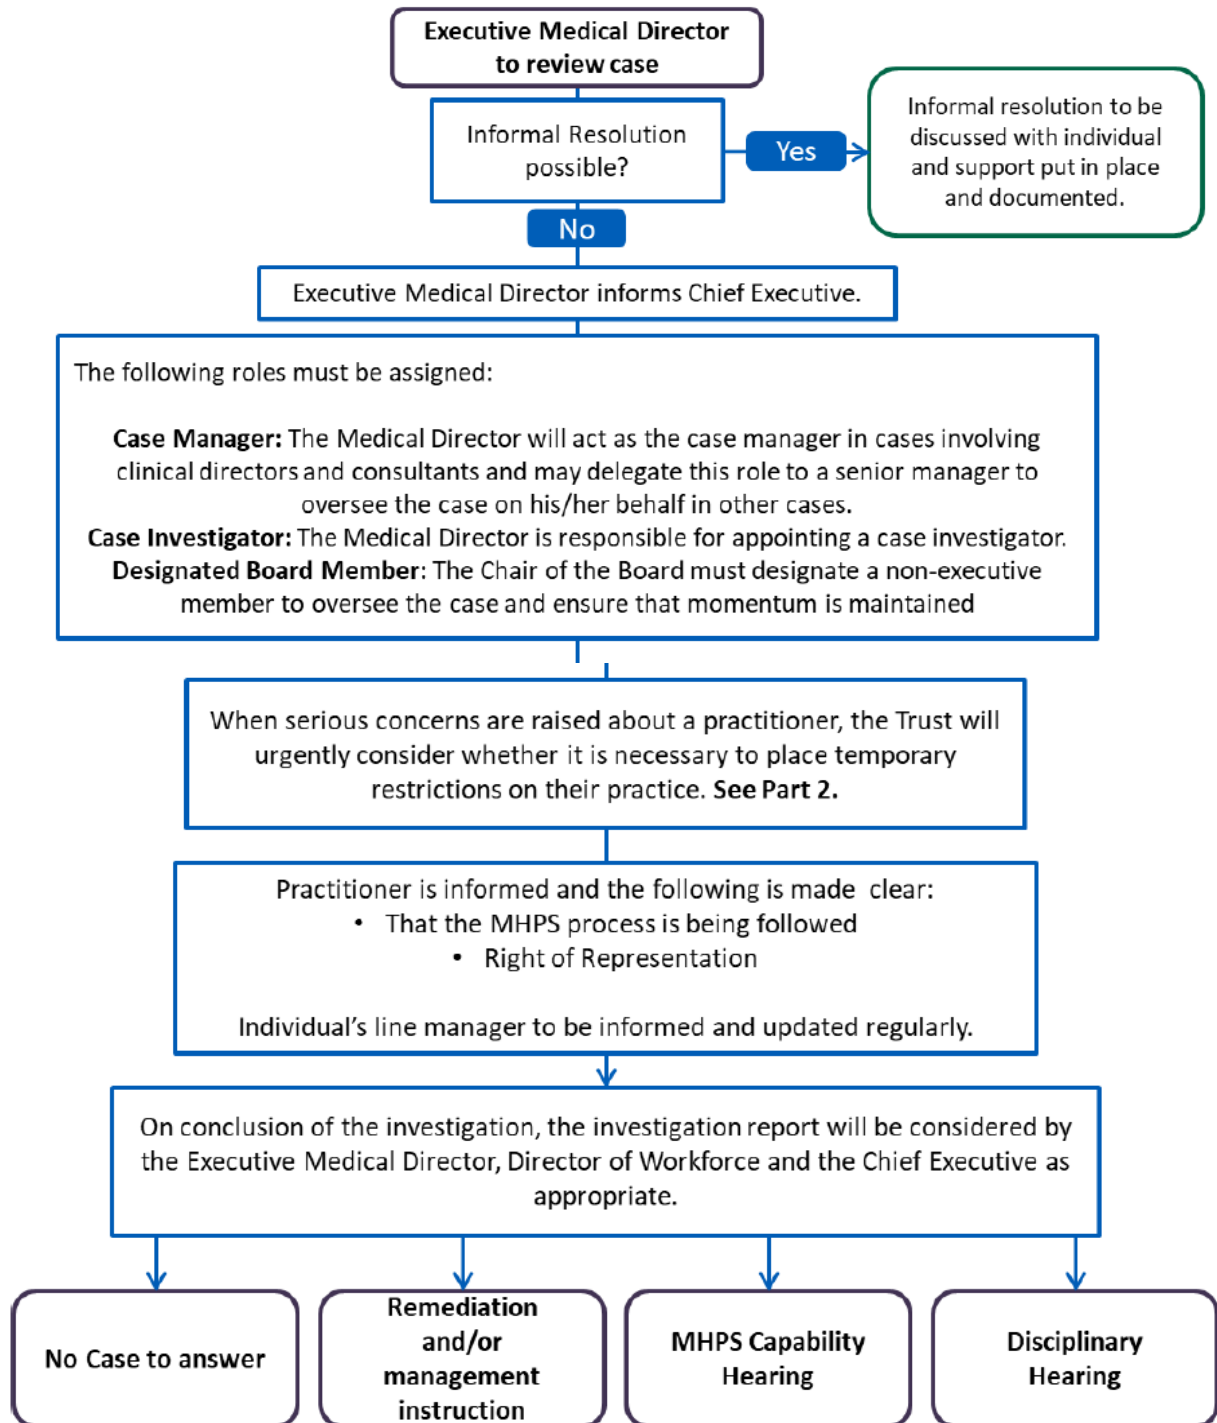 Executive Medical Director
to review case
Informal Resolution
possible?
Yes
Informal resolution to be
discussed with individual
and support put in place
and documented.
No
Executive Medical Director informs Chief Executive.
The following roles must be assigned:
Case Manager: The Medical Director will act as the case manager in cases involving
clinical directors and consultants and may delegate this role to a senior manager to
oversee the case on his/her behalf in other cases.
Case Investigator: The Medical Director is responsible for appointing a case investigator.
Designated Board Member: The Chair of the Board must designate a non-executive
member to oversee the case and ensure that momentum is maintained
When serious concerns are raised about a practitioner, the Trust will
urgently consider whether it is necessary to place temporary
restrictions on their practice. See Part 2.
Practitioner is informed and the following is made clear:
• That the MHPS process is being followed
• Right of Representation
Individual's line manager to be informed and updated regularly.
On conclusion of the investigation, the investigation report will be considered by
the Executive Medical Director, Director of Workforce and the Chief Executive as
appropriate.
No Case to answer
Remediation
and/or
management
instruction
MHPS Capability
Hearing
Disciplinary
Hearing